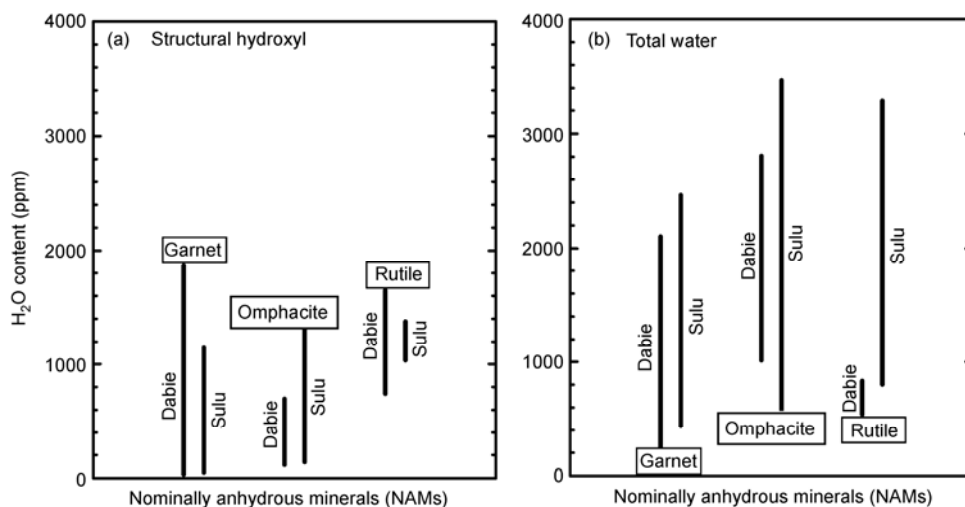 (a) Structural hydroxyl
4000
3000
2000
1000
0
H₂O content (ppm)
Garnet
Dabie
Sulu
Omphacite
Dabie
Sulu
Rutile
Dabie
Sulu
Nominally anhydrous minerals (NAMs)
(b) Total water
4000
3000
2000
1000
0
Dabie
Sulu
Garnet
Dabie
Sulu
Omphacite
Dabie
Sulu
Rutile
Nominally anhydrous minerals (NAMs)